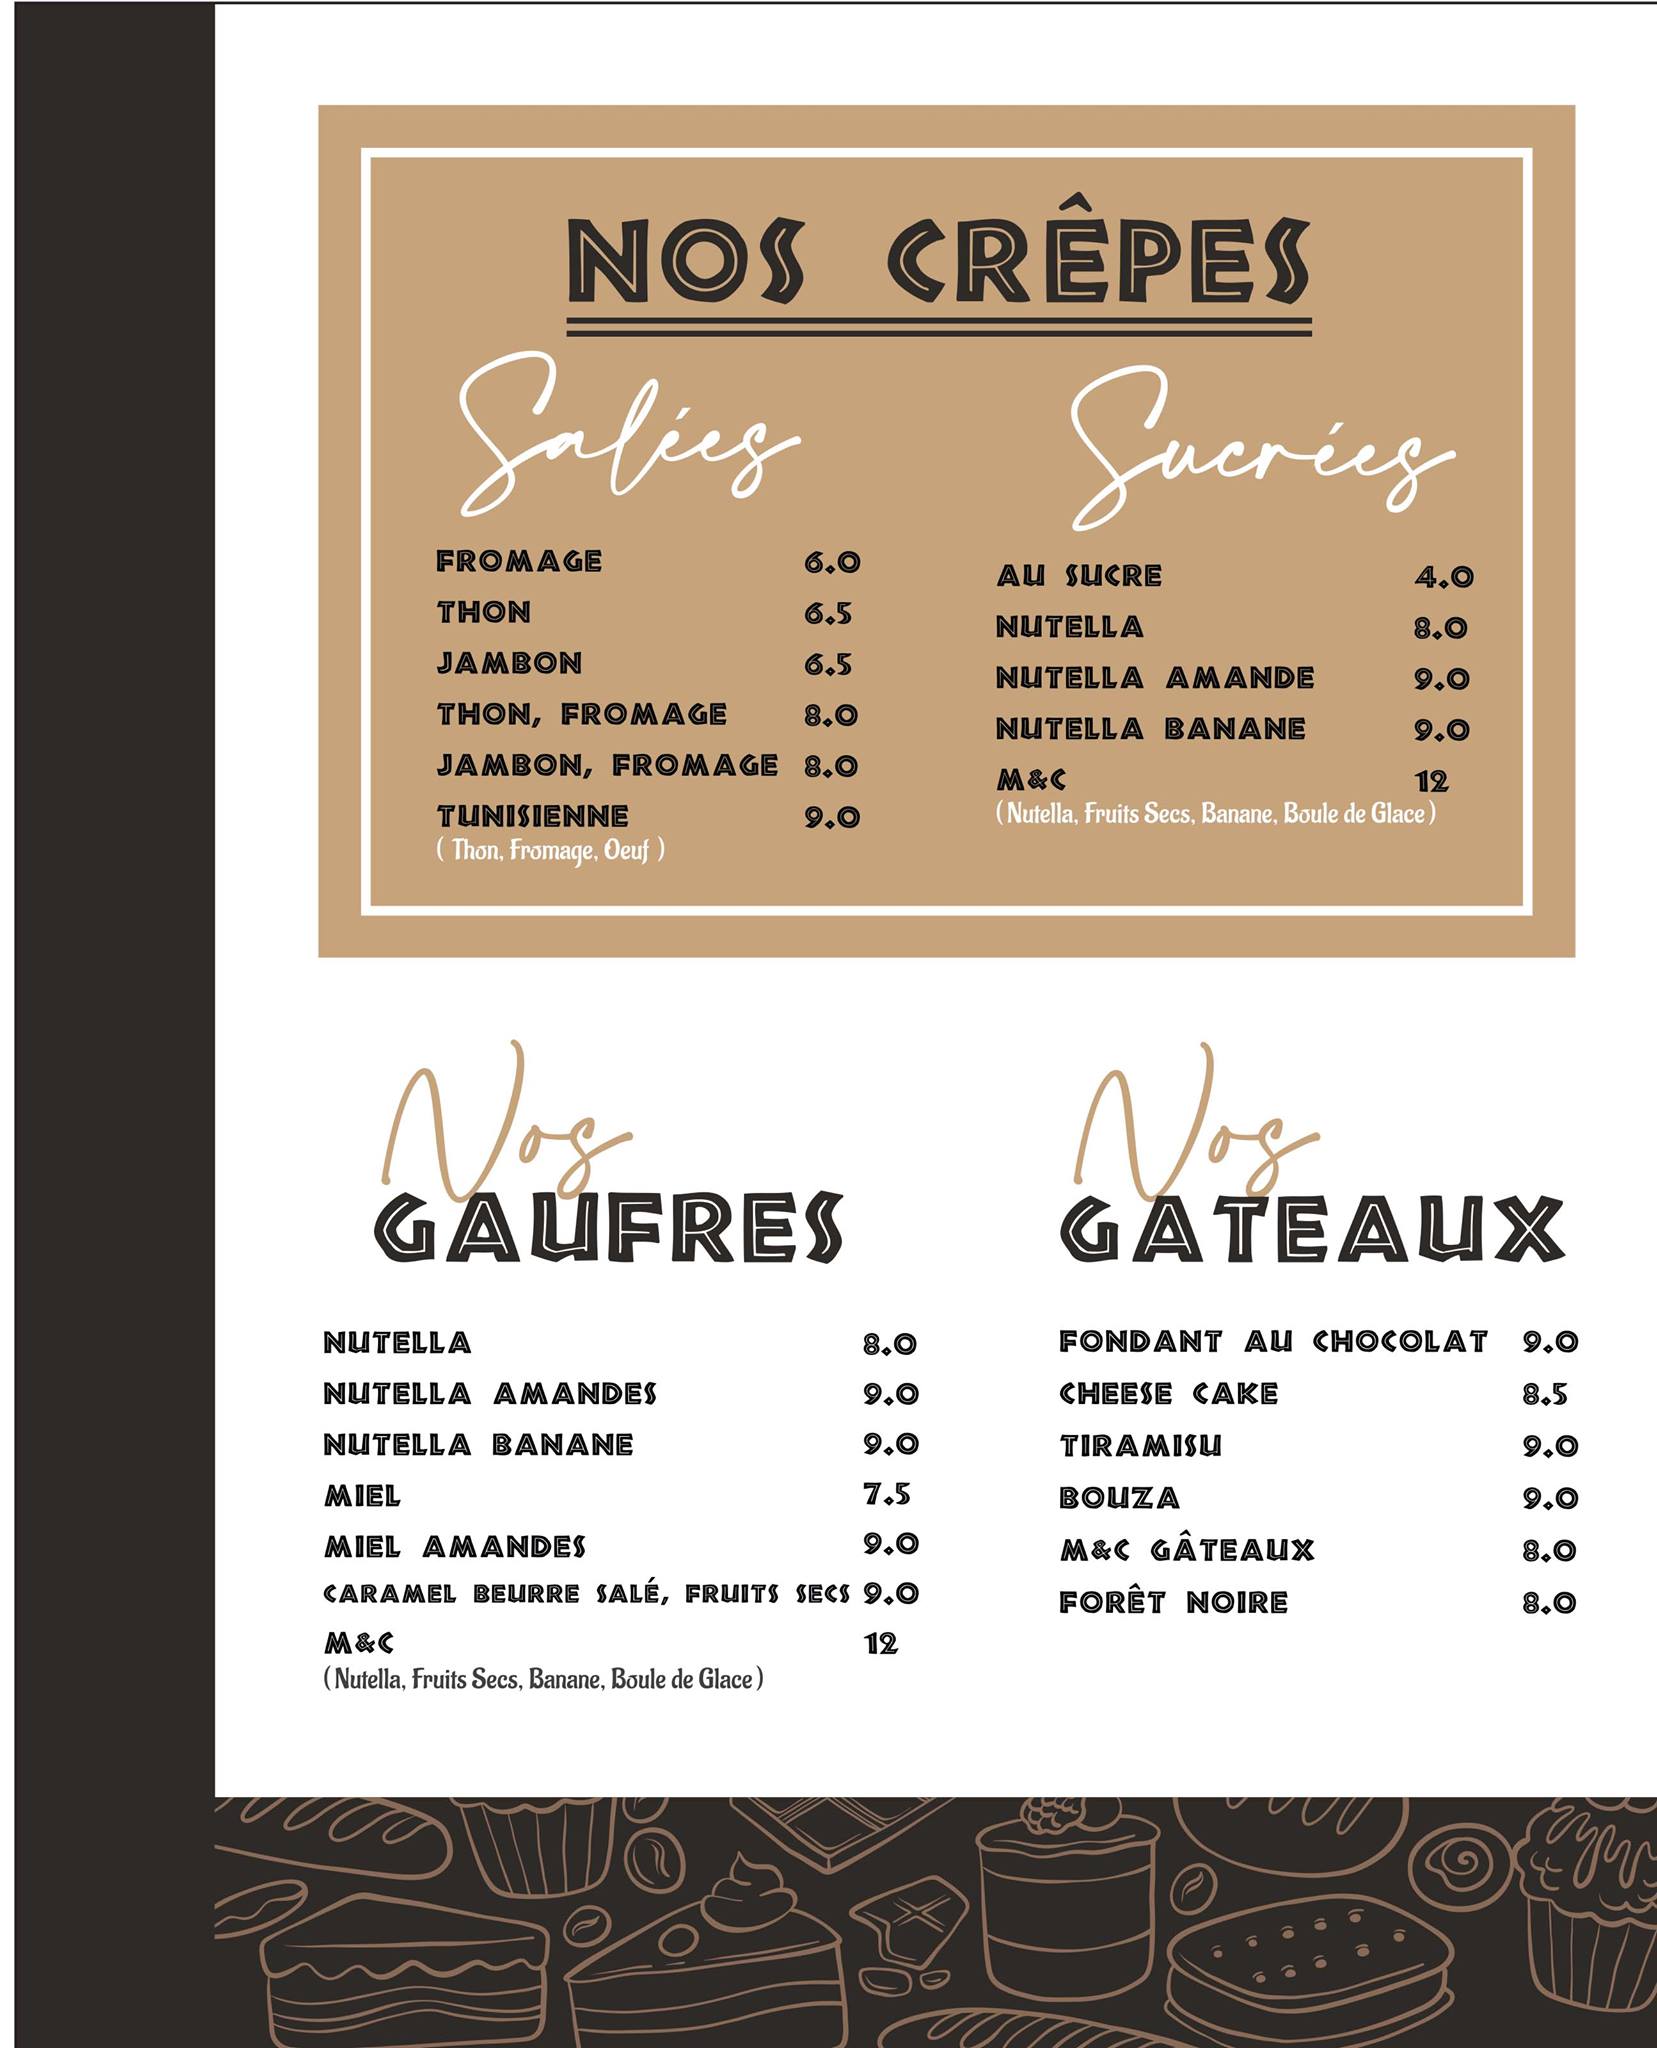 NOS CRÊPES
Salées
FROMAGE 6.0
THON 6.5
JAMBON 6.5
THON, FROMAGE 8.0
JAMBON, FROMAGE 8.0
TUNISIENNE 9.0
( Thon, Fromage, Oeuf )
Sucrées
AU SUCRE 4.0
NUTELLA 8.0
NUTELLA AMANDE 9.0
NUTELLA BANANE 9.0
M&C 12
(Nutella, Fruits Secs, Banane, Boule de Glace)
Nos
GAUFRES
NUTELLA 8.0
NUTELLA AMANDES 9.0
NUTELLA BANANE 9.0
MIEL 7.5
MIEL AMANDES 9.0
CARAMEL BEURRE SALÉ, FRUITS SECS 9.0
M&C 12
(Nutella, Fruits Secs, Banane, Boule de Glace)
Nos
GATEAUX
FONDANT AU CHOCOLAT 9.0
CHEESE CAKE 8.5
TIRAMISU 9.0
BOUZA 9.0
M&C GÂTEAUX 8.0
FORÊT NOIRE 8.0